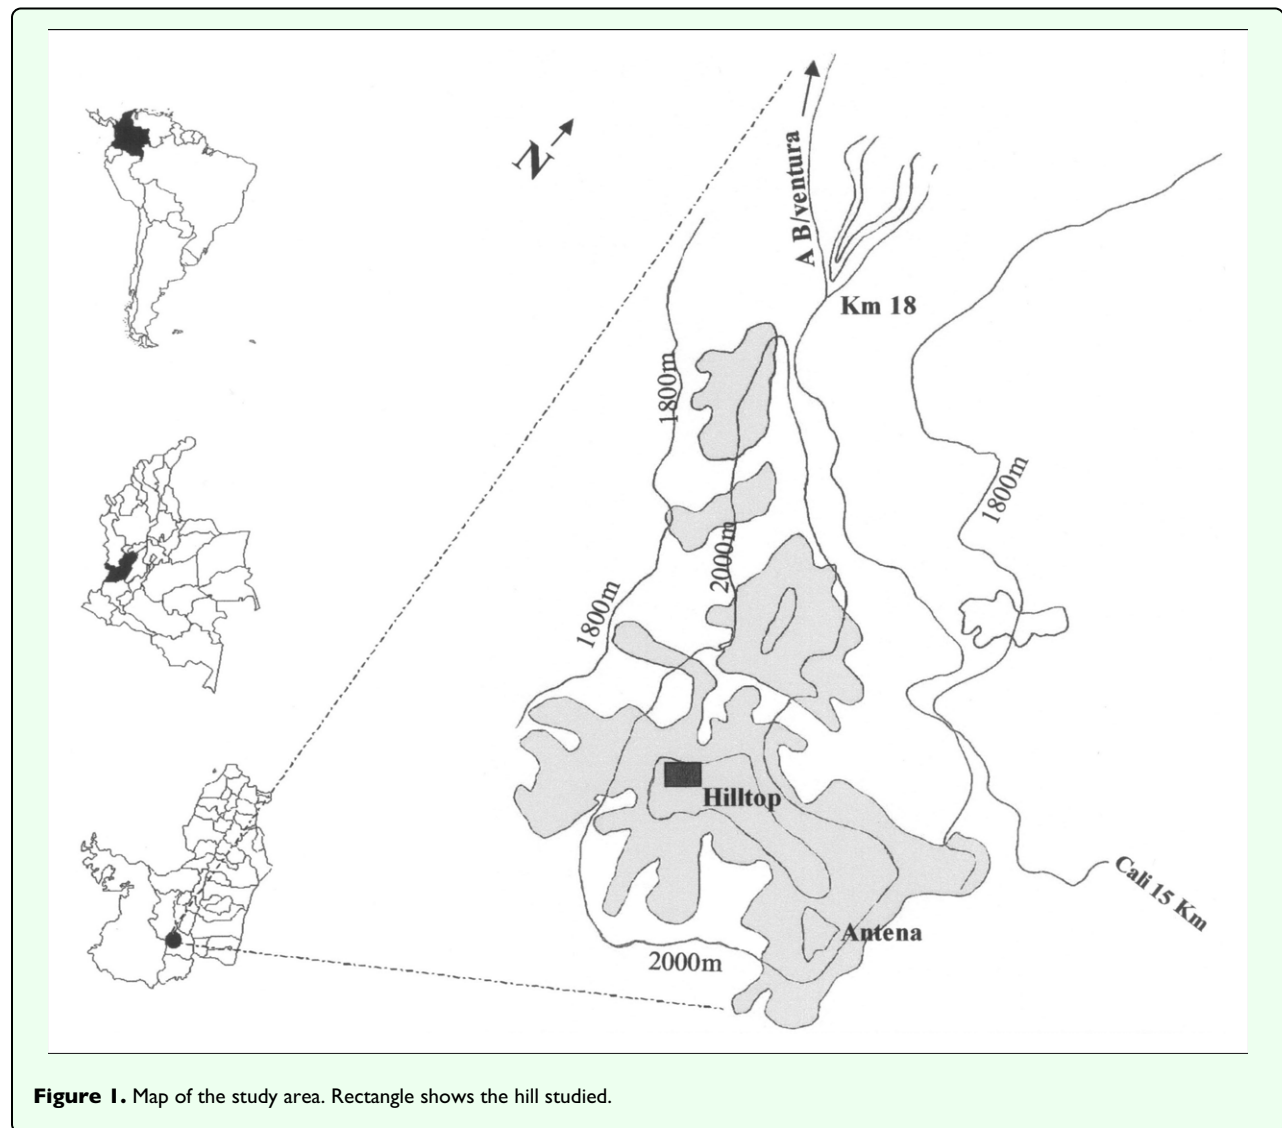 N
A B/ventura
Km 18
1800m
1800m
2000m
1800m
Hilltop
Cali 15 Km
Antena
2000m
Figure 1. Map of the study area. Rectangle shows the hill studied.